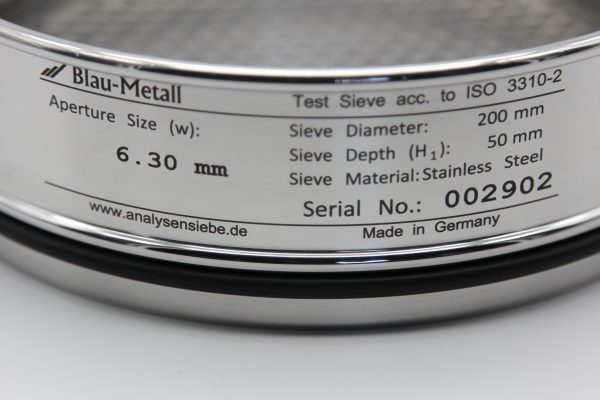 Blau-Metall
Aperture Size (w):
6.30 mm
www.analysensiebe.de
Test Sieve acc. to ISO 3310-2
Sieve Diameter: 200 mm
Sieve Depth (H₁): 50 mm
Sieve Material: Stainless Steel
Serial No.: 002902
Made in Germany